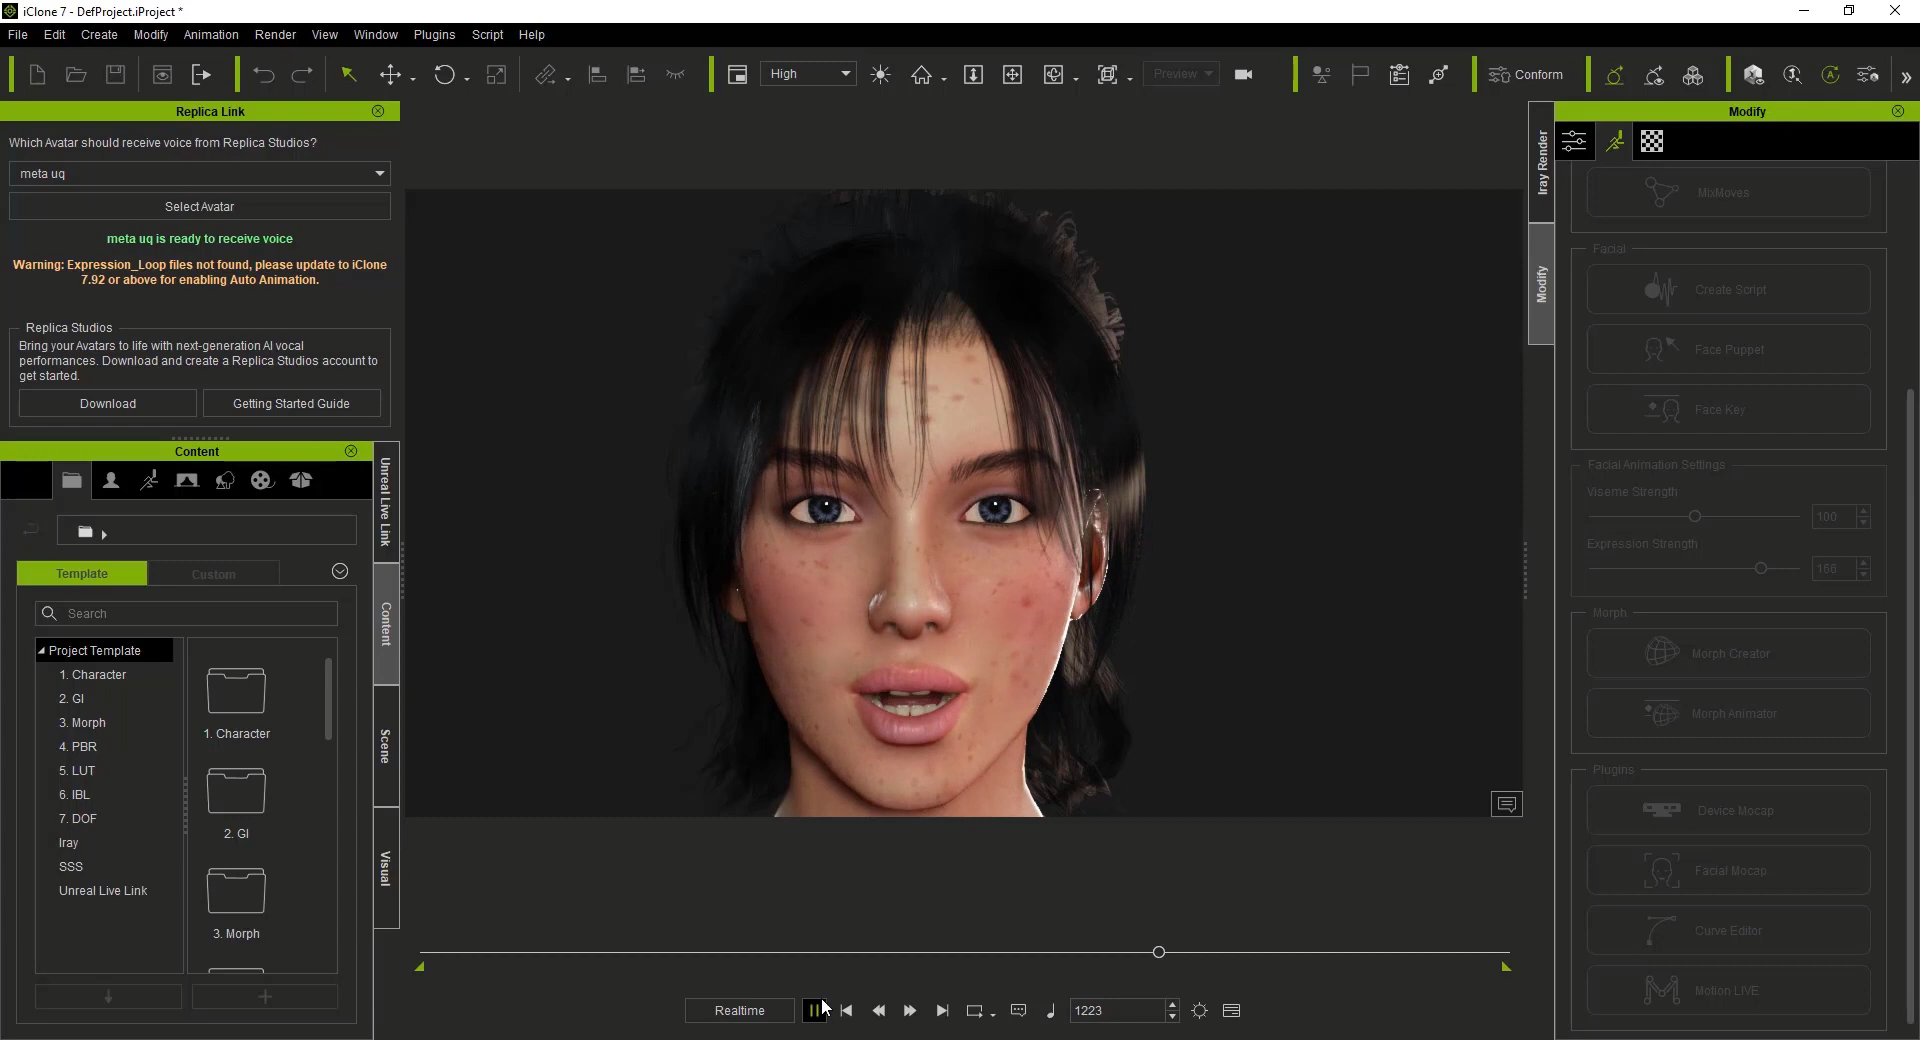 iClone 7 - DefProject.iProject *
File Edit Create Modify Animation Render View Window Plugins Script Help
High
Preview
Conform
Replica Link
Which Avatar should receive voice from Replica Studios?
meta uq
Select Avatar
meta uq is ready to receive voice
Warning: Expression_Loop files not found, please update to iClone
7.92 or above for enabling Auto Animation.
Replica Studios
Bring your Avatars to life with next-generation AI vocal
performances. Download and create a Replica Studios account to
get started.
Download
Getting Started Guide
Content
Template
Custom
Search
Project Template
1. Character
2. GI
3. Morph
4. PBR
5. LUT
6. IBL
7. DOF
Iray
SSS
Unreal Live Link
1. Character
2. GI
3. Morph
Unreal Live Link
Content
Scene
Visual
Realtime
1223
Iray Render
Modify
Modify
MixMoves
Facial
Create Script
Face Puppet
Face Key
Facial Animation Settings
Viseme Strength
100
Expression Strength
166
Morph
Morph Creator
Morph Animator
Plugins
Device Mocap
Facial Mocap
Curve Editor
Motion LIVE